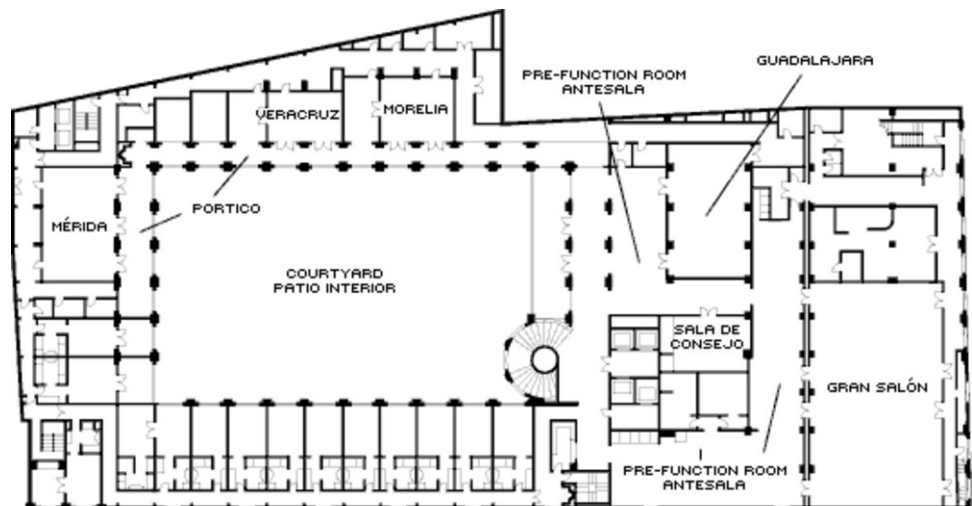 GUADALAJARA
PRE-FUNCTION ROOM
ANTESALA
VERACRUZ
MORELIA
PORTICO
MÉRIDA
COURTYARD
PATIO INTERIOR
SALA DE
CONSEJO
GRAN SALÓN
PRE-FUNCTION ROOM
ANTESALA